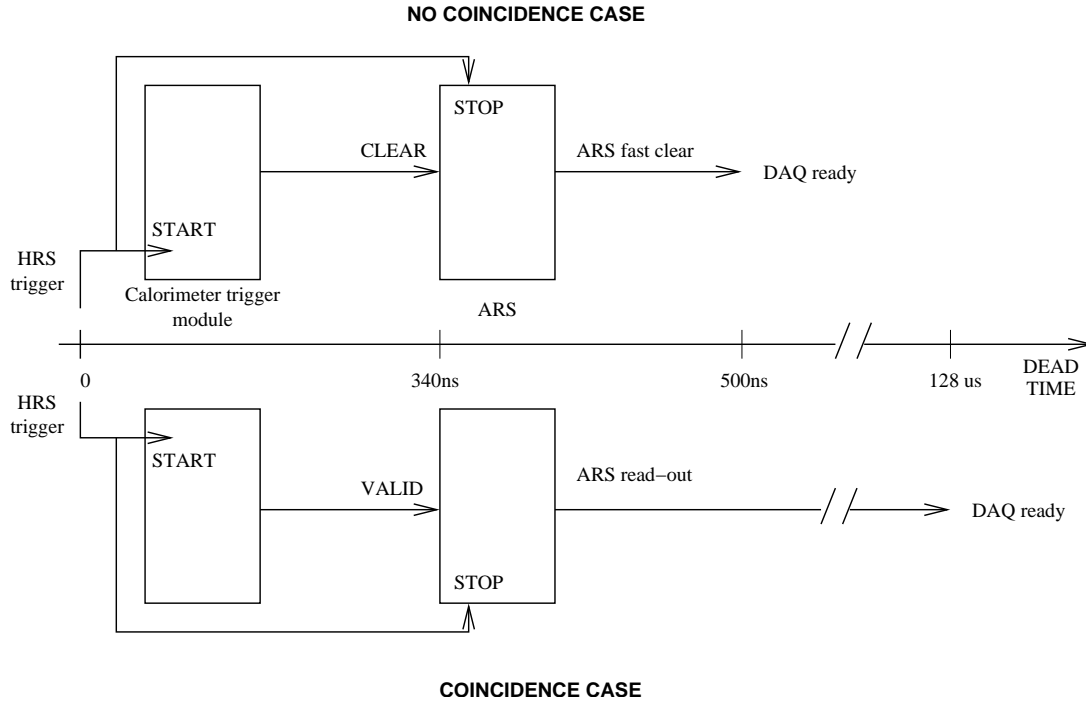 NO COINCIDENCE CASE
STOP
CLEAR
ARS fast clear
DAQ ready
START
HRS
trigger
Calorimeter trigger
module
ARS
0
340ns
500ns
128 us
DEAD
TIME
HRS
trigger
START
VALID
ARS read−out
DAQ ready
STOP
COINCIDENCE CASE